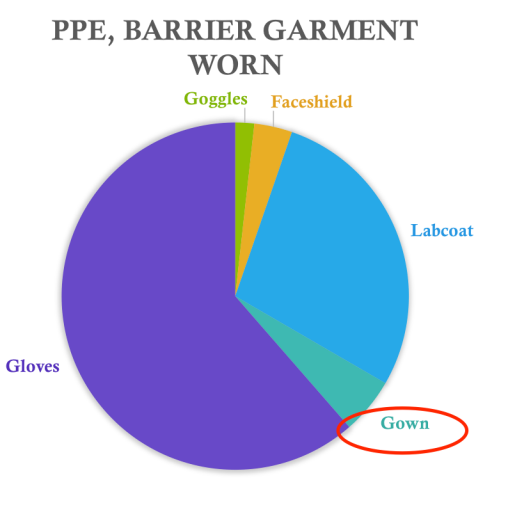 PPE, BARRIER GARMENT
WORN
Goggles
Faceshield
Labcoat
Gloves
Gown